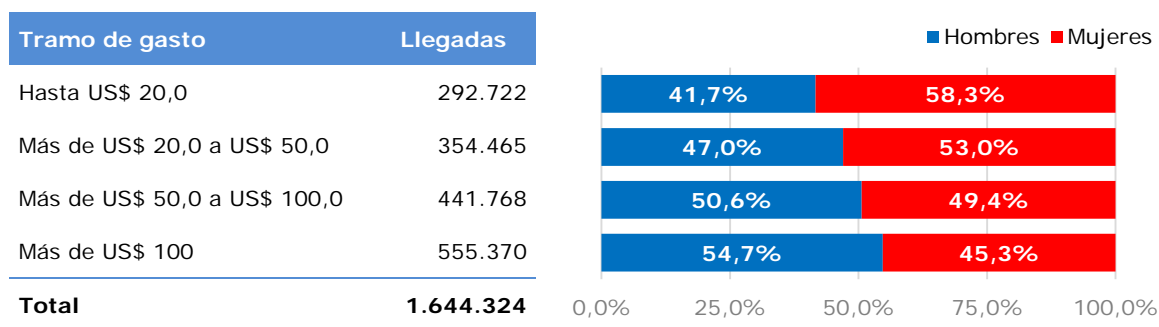 Tramo de gasto Llegadas
Hombres Mujeres
Hasta US$ 20,0 292.722 41,7% 58,3%
Más de US$ 20,0 a US$ 50,0 354.465 47,0% 53,0%
Más de US$ 50,0 a US$ 100,0 441.768 50,6% 49,4%
Más de US$ 100 555.370 54,7% 45,3%
Total 1.644.324
0,0% 25,0% 50,0% 75,0% 100,0%